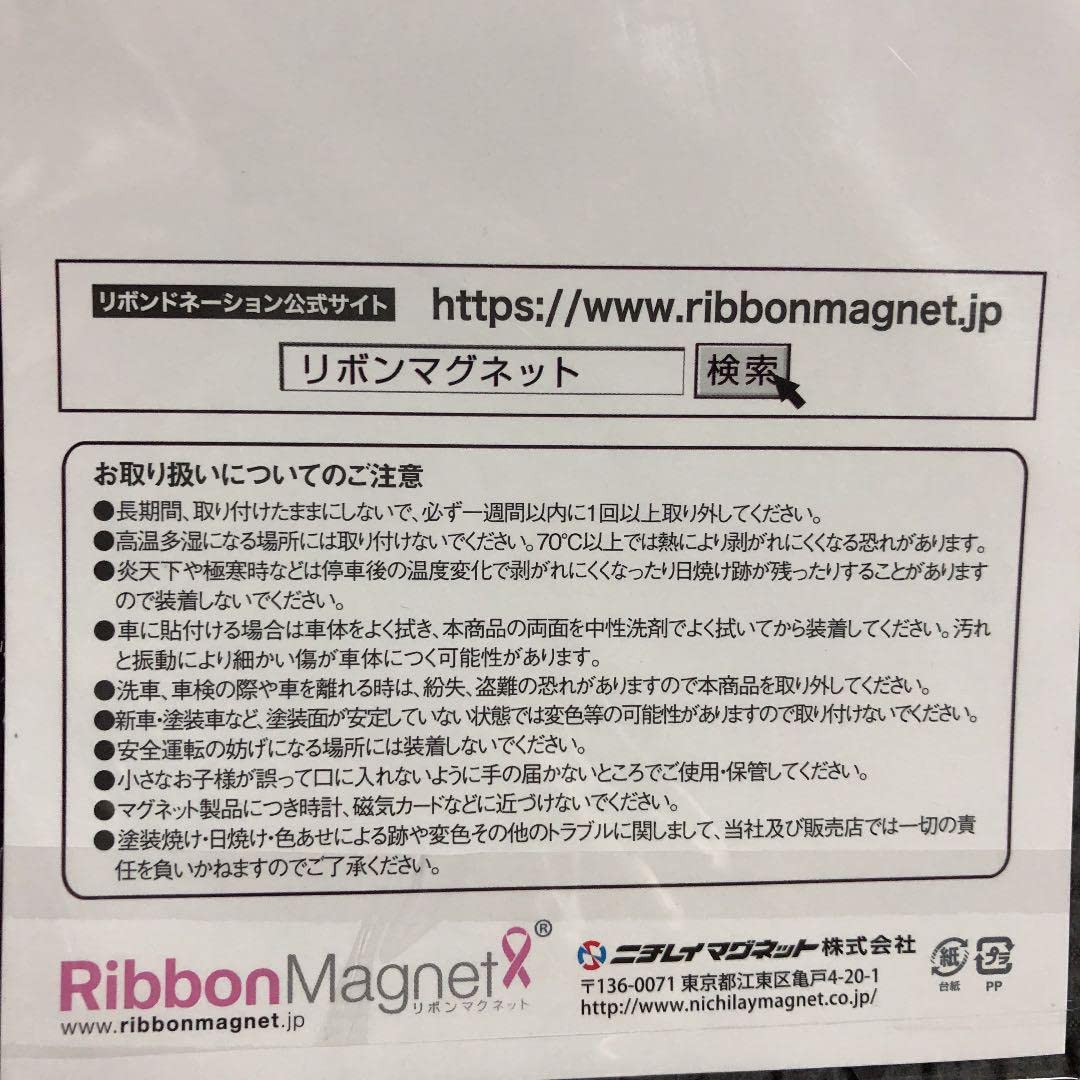 リボンドネーション公式サイト https://www.ribbonmagnet.jp
リボンマグネット 検索
お取り扱いについてのご注意
●長期間、取り付けたままにしないで、必ず一週間以内に1回以上取り外してください。
●高温多湿になる場所には取り付けないでください。70℃以上では熱により剥がれにくくなる恐れがあります。
●炎天下や極寒時などは停車後の温度変化で剥がれにくくなったり日焼け跡が残ったりすることがあります
ので装着しないでください。
●車に貼付ける場合は車体をよく拭き、本商品の両面を中性洗剤でよく拭いてから装着してください。汚れ
と振動により細かい傷が車体につく可能性があります。
●洗車、車検の際や車を離れる時は、紛失、盗難の恐れがありますので本商品を取り外してください。
●新車・塗装車など、塗装面が安定していない状態では変色等の可能性がありますので取り付けないでください。
●安全運転の妨げになる場所には装着しないでください。
●小さなお子様が誤って口に入れないように手の届かないところでご使用・保管してください。
●マグネット製品につき時計、磁気カードなどに近づけないでください。
●塗装焼け・日焼け・色あせによる跡や変色その他のトラブルに関しまして、当社及び販売店では一切の責
任を負いかねますのでご了承ください。
RibbonMagnet®
リボンマグネット
www.ribbonmagnet.jp
ニチレイマグネット株式会社
〒136-0071 東京都江東区亀戸4-20-1
http://www.nichilaymagnet.co.jp/
紙 プラ
台紙 PP